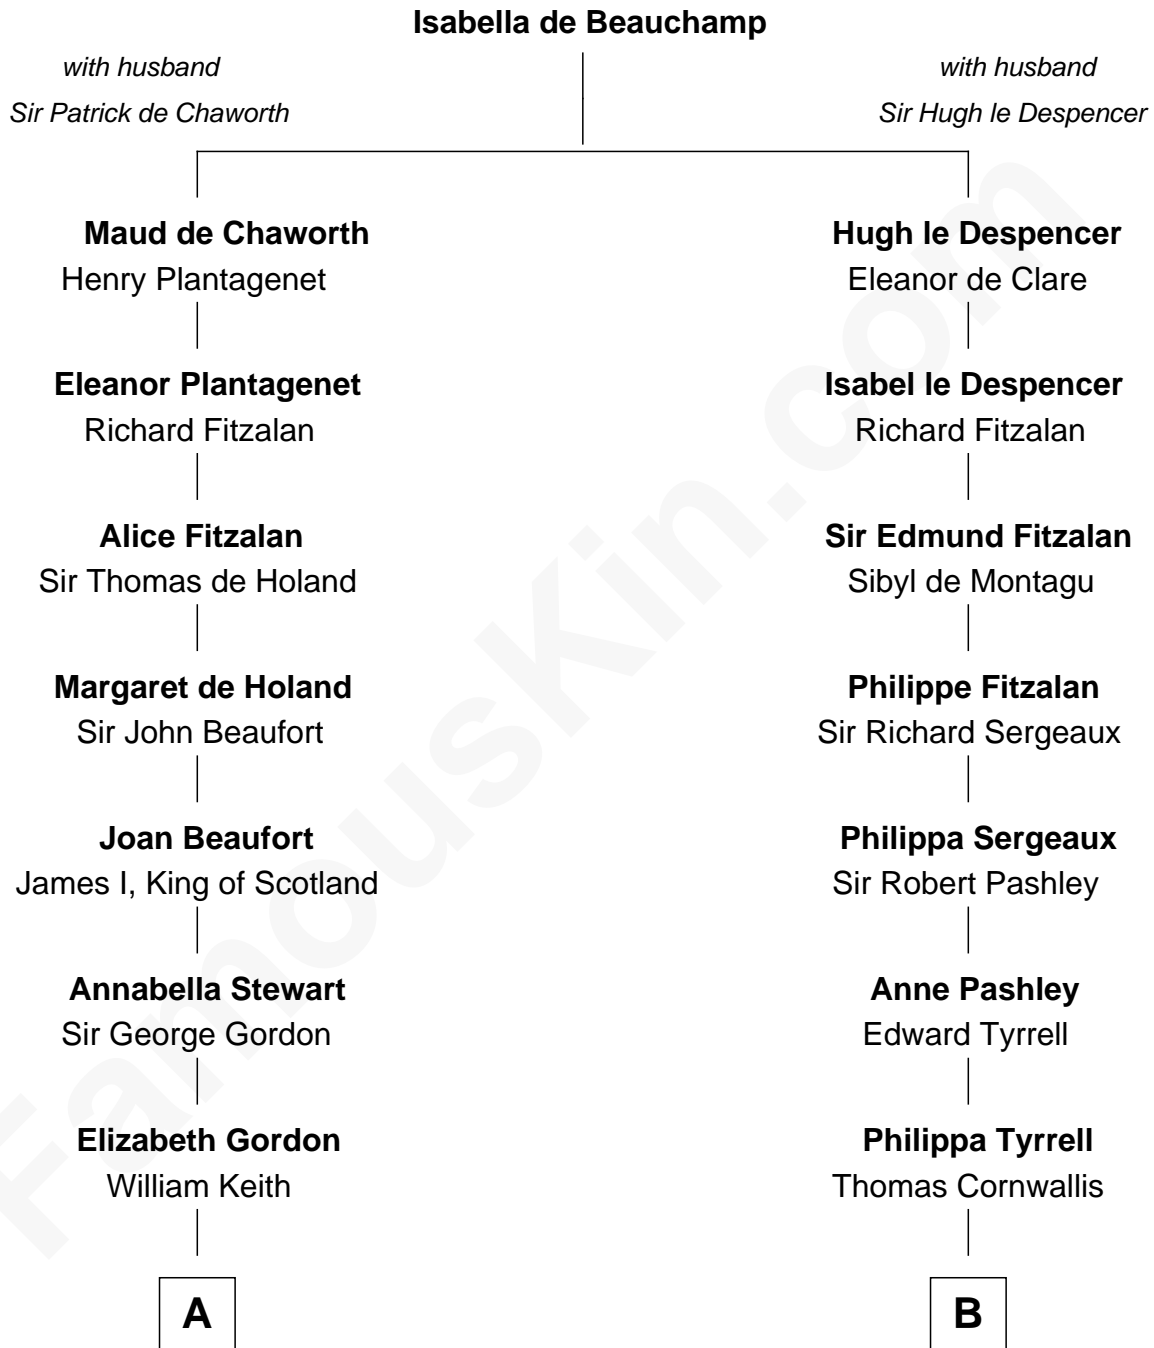 Isabella de Beauchamp
with husband
Sir Patrick de Chaworth
with husband
Sir Hugh le Despencer
Maud de Chaworth
Henry Plantagenet
Hugh le Despencer
Eleanor de Clare
Eleanor Plantagenet
Richard Fitzalan
Isabel le Despencer
Richard Fitzalan
Alice Fitzalan
Sir Thomas de Holand
Sir Edmund Fitzalan
Sibyl de Montagu
Margaret de Holand
Sir John Beaufort
Philippe Fitzalan
Sir Richard Sergeaux
Joan Beaufort
James I, King of Scotland
Philippa Sergeaux
Sir Robert Pashley
Annabella Stewart
Sir George Gordon
Anne Pashley
Edward Tyrrell
Elizabeth Gordon
William Keith
Philippa Tyrrell
Thomas Cornwallis
A
B
FamousKin.com